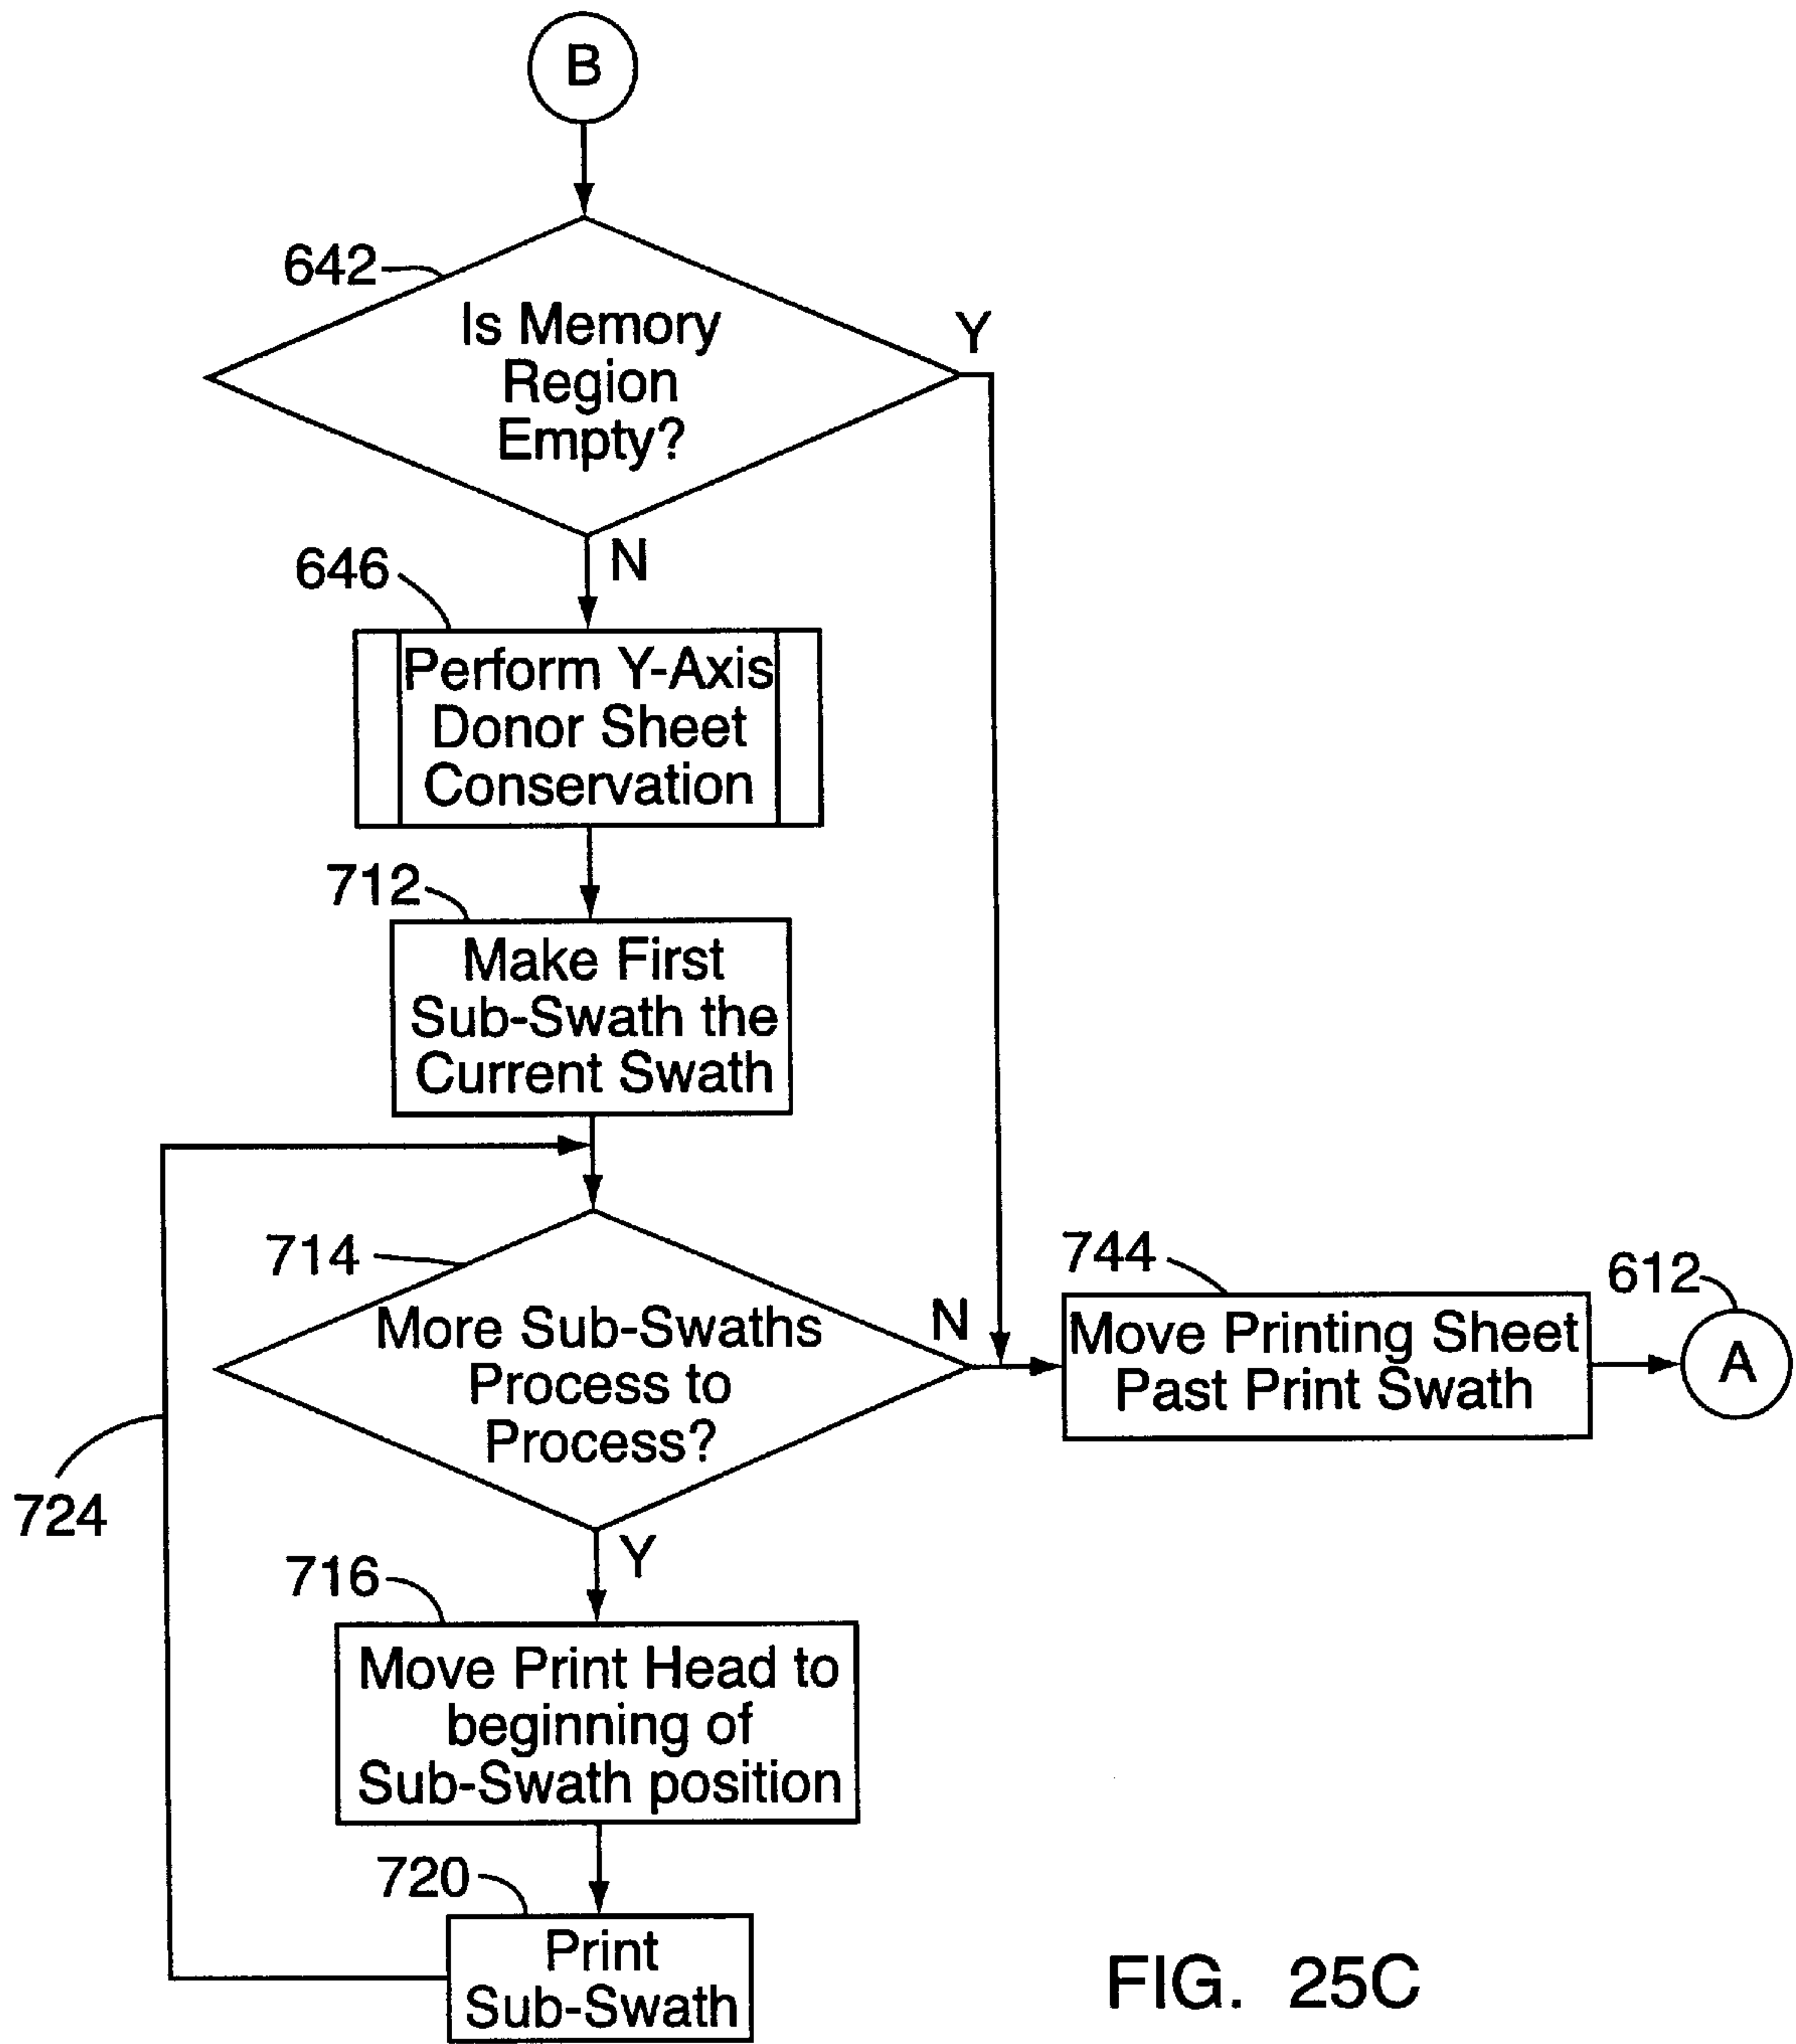 B
642
Is Memory
Region
Empty?
Y
N
646
Perform Y-Axis
Donor Sheet
Conservation
712
Make First
Sub-Swath the
Current Swath
714
More Sub-Swaths
Process to
Process?
N
744
Move Printing Sheet
Past Print Swath
612
A
724
Y
716
Move Print Head to
beginning of
Sub-Swath position
720
Print
Sub-Swath
FIG. 25C